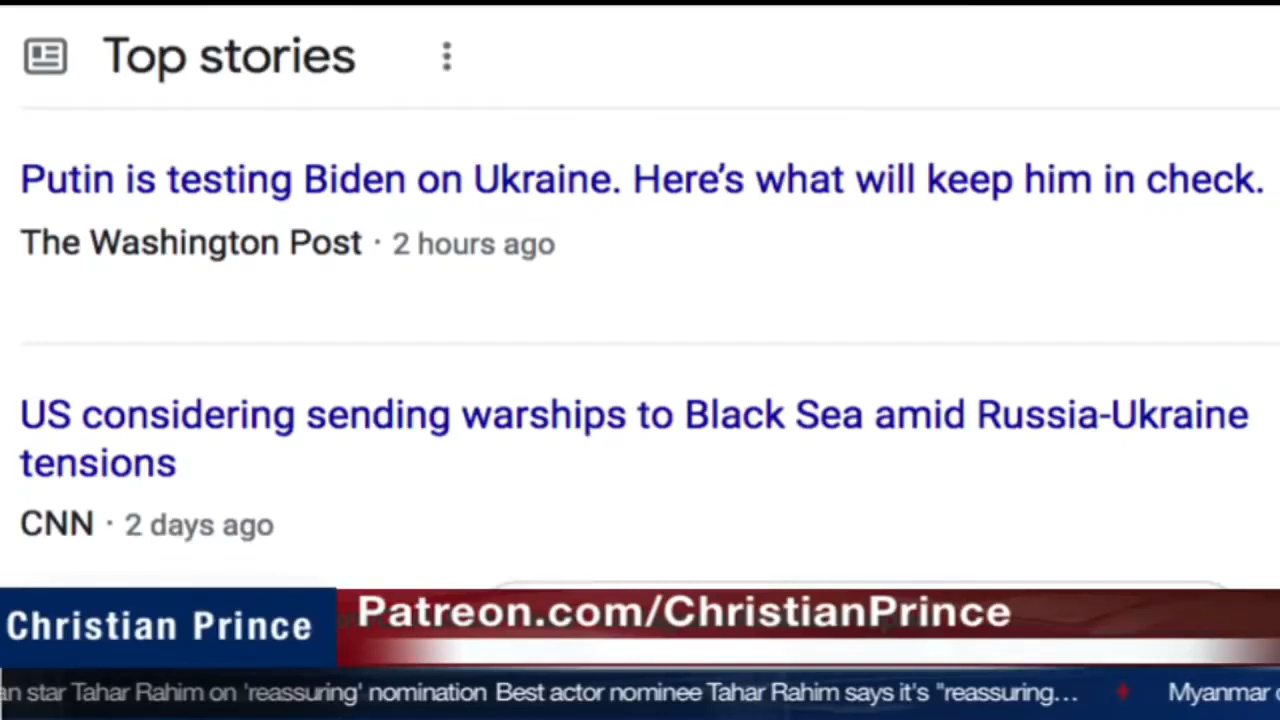 Top stories
Putin is testing Biden on Ukraine. Here's what will keep him in check.
The Washington Post · 2 hours ago
US considering sending warships to Black Sea amid Russia-Ukraine
tensions
CNN · 2 days ago
Christian Prince
Patreon.com/ChristianPrince
an star Tahar Rahim on 'reassuring' nomination Best actor nominee Tahar Rahim says it's "reassuring... Myanmar